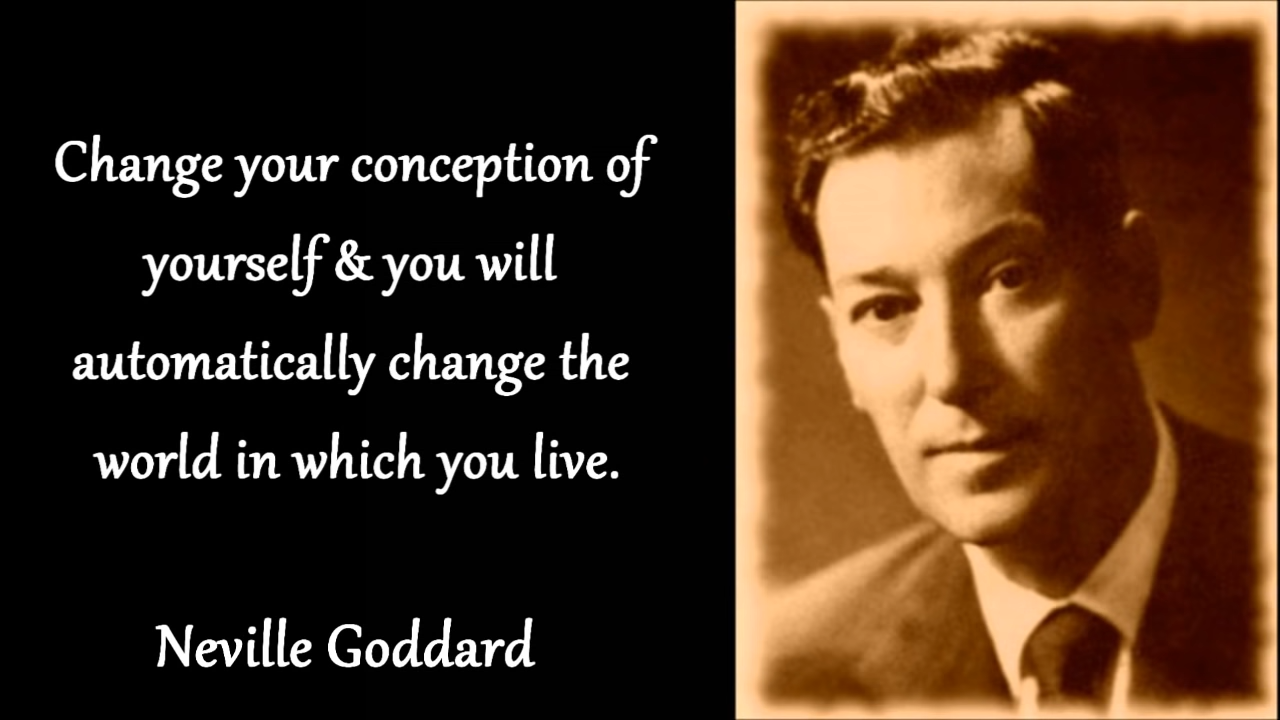 Change your conception of
yourself & you will
automatically change the
world in which you live.
Neville Goddard